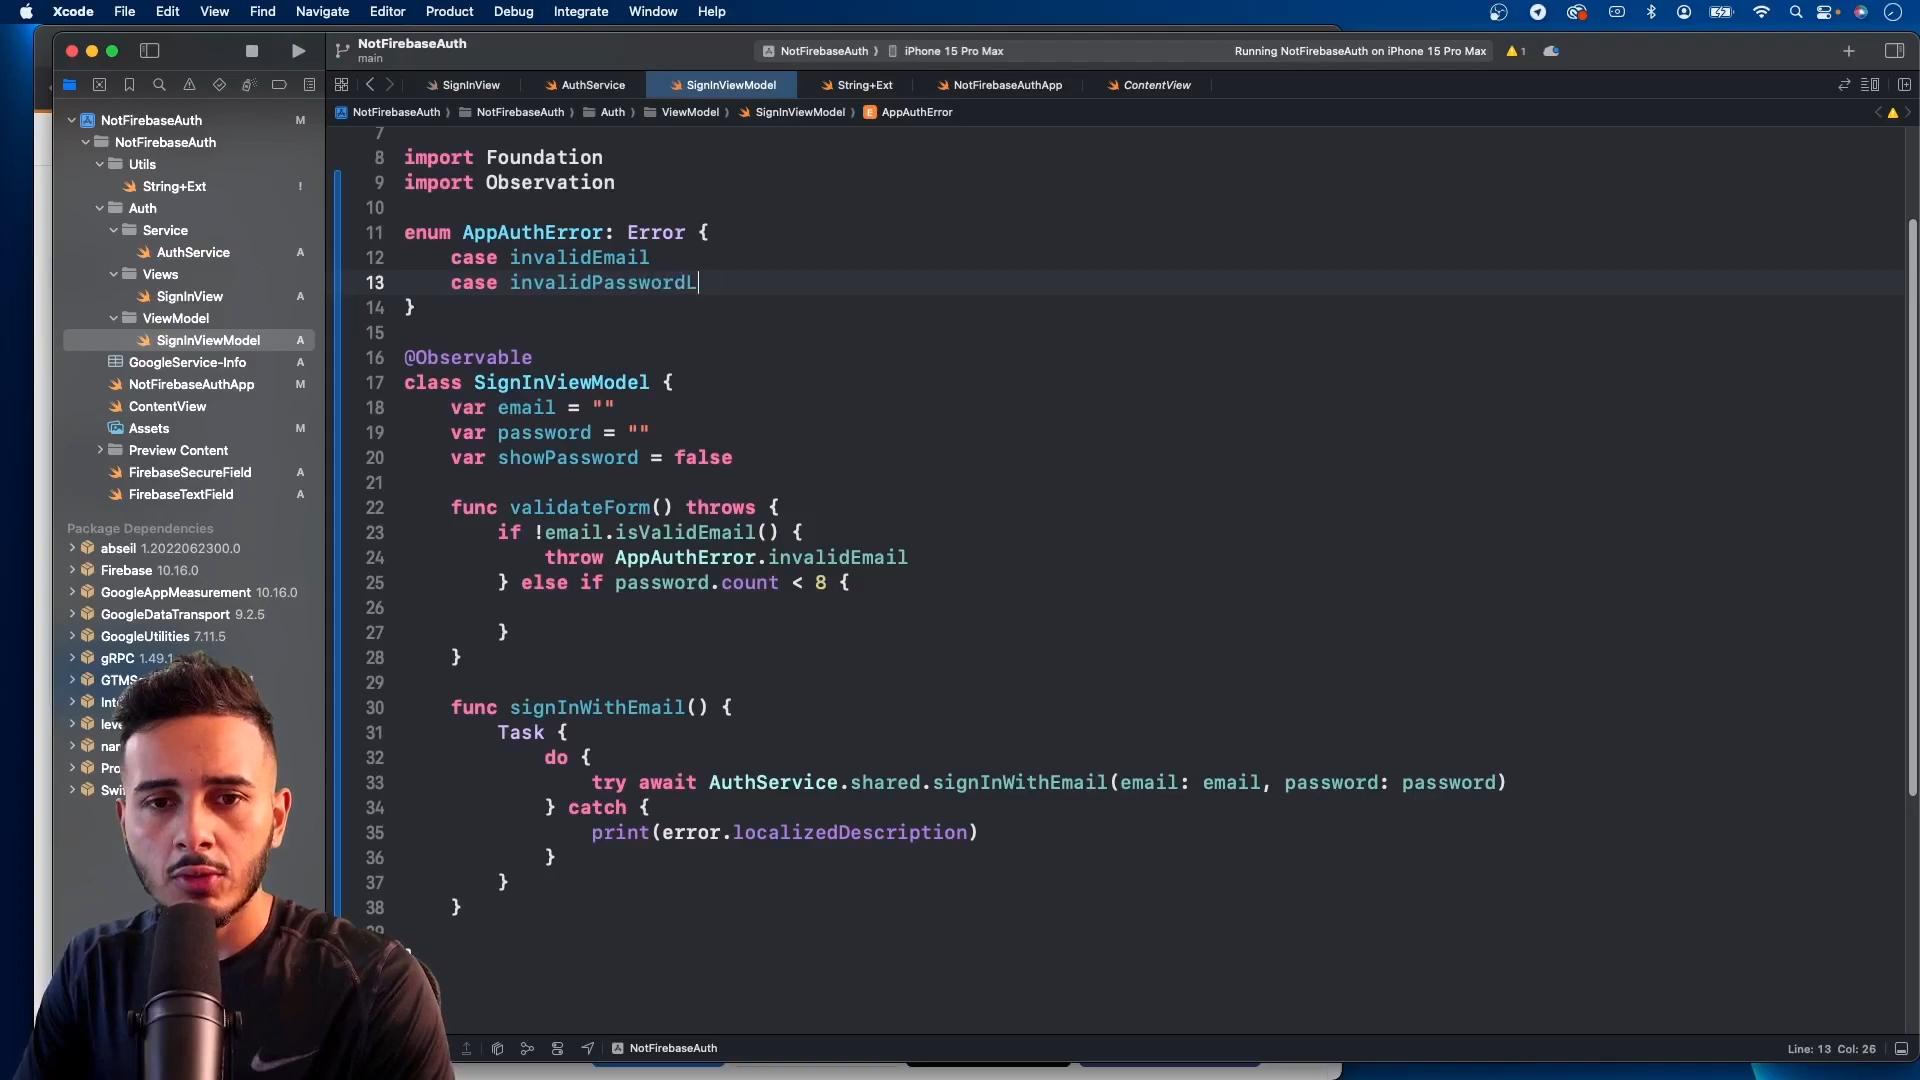 Xcode File Edit View Find Navigate Editor Product Debug Integrate Window Help
NotFirebaseAuth
main
NotFirebaseAuth iPhone 15 Pro Max
Running NotFirebaseAuth on iPhone 15 Pro Max 1
SignInView AuthService SignInViewModel String+Ext NotFirebaseAuthApp ContentView
NotFirebaseAuth NotFirebaseAuth Auth ViewModel SignInViewModel E AppAuthError
NotFirebaseAuth M
NotFirebaseAuth
Utils
String+Ext !
Auth
Service
AuthService A
Views
SignInView A
ViewModel
SignInViewModel A
GoogleService-Info A
NotFirebaseAuthApp M
ContentView
Assets M
Preview Content
FirebaseSecureField A
FirebaseTextField A
Package Dependencies
abseil 1.2022062300.0
Firebase 10.16.0
GoogleAppMeasurement 10.16.0
GoogleDataTransport 9.2.5
GoogleUtilities 7.11.5
gRPC 1.49.1
7
8 import Foundation
9 import Observation
10
11 enum AppAuthError: Error {
12 case invalidEmail
13 case invalidPasswordL
14 }
15
16 @Observable
17 class SignInViewModel {
18 var email = ""
19 var password = ""
20 var showPassword = false
21
22 func validateForm() throws {
23 if !email.isValidEmail() {
24 throw AppAuthError.invalidEmail
25 } else if password.count < 8 {
26
27 }
28 }
29
30 func signInWithEmail() {
31 Task {
32 do {
33 try await AuthService.shared.signInWithEmail(email: email, password: password)
34 } catch {
35 print(error.localizedDescription)
36 }
37 }
38 }
NotFirebaseAuth
Line: 13 Col: 26